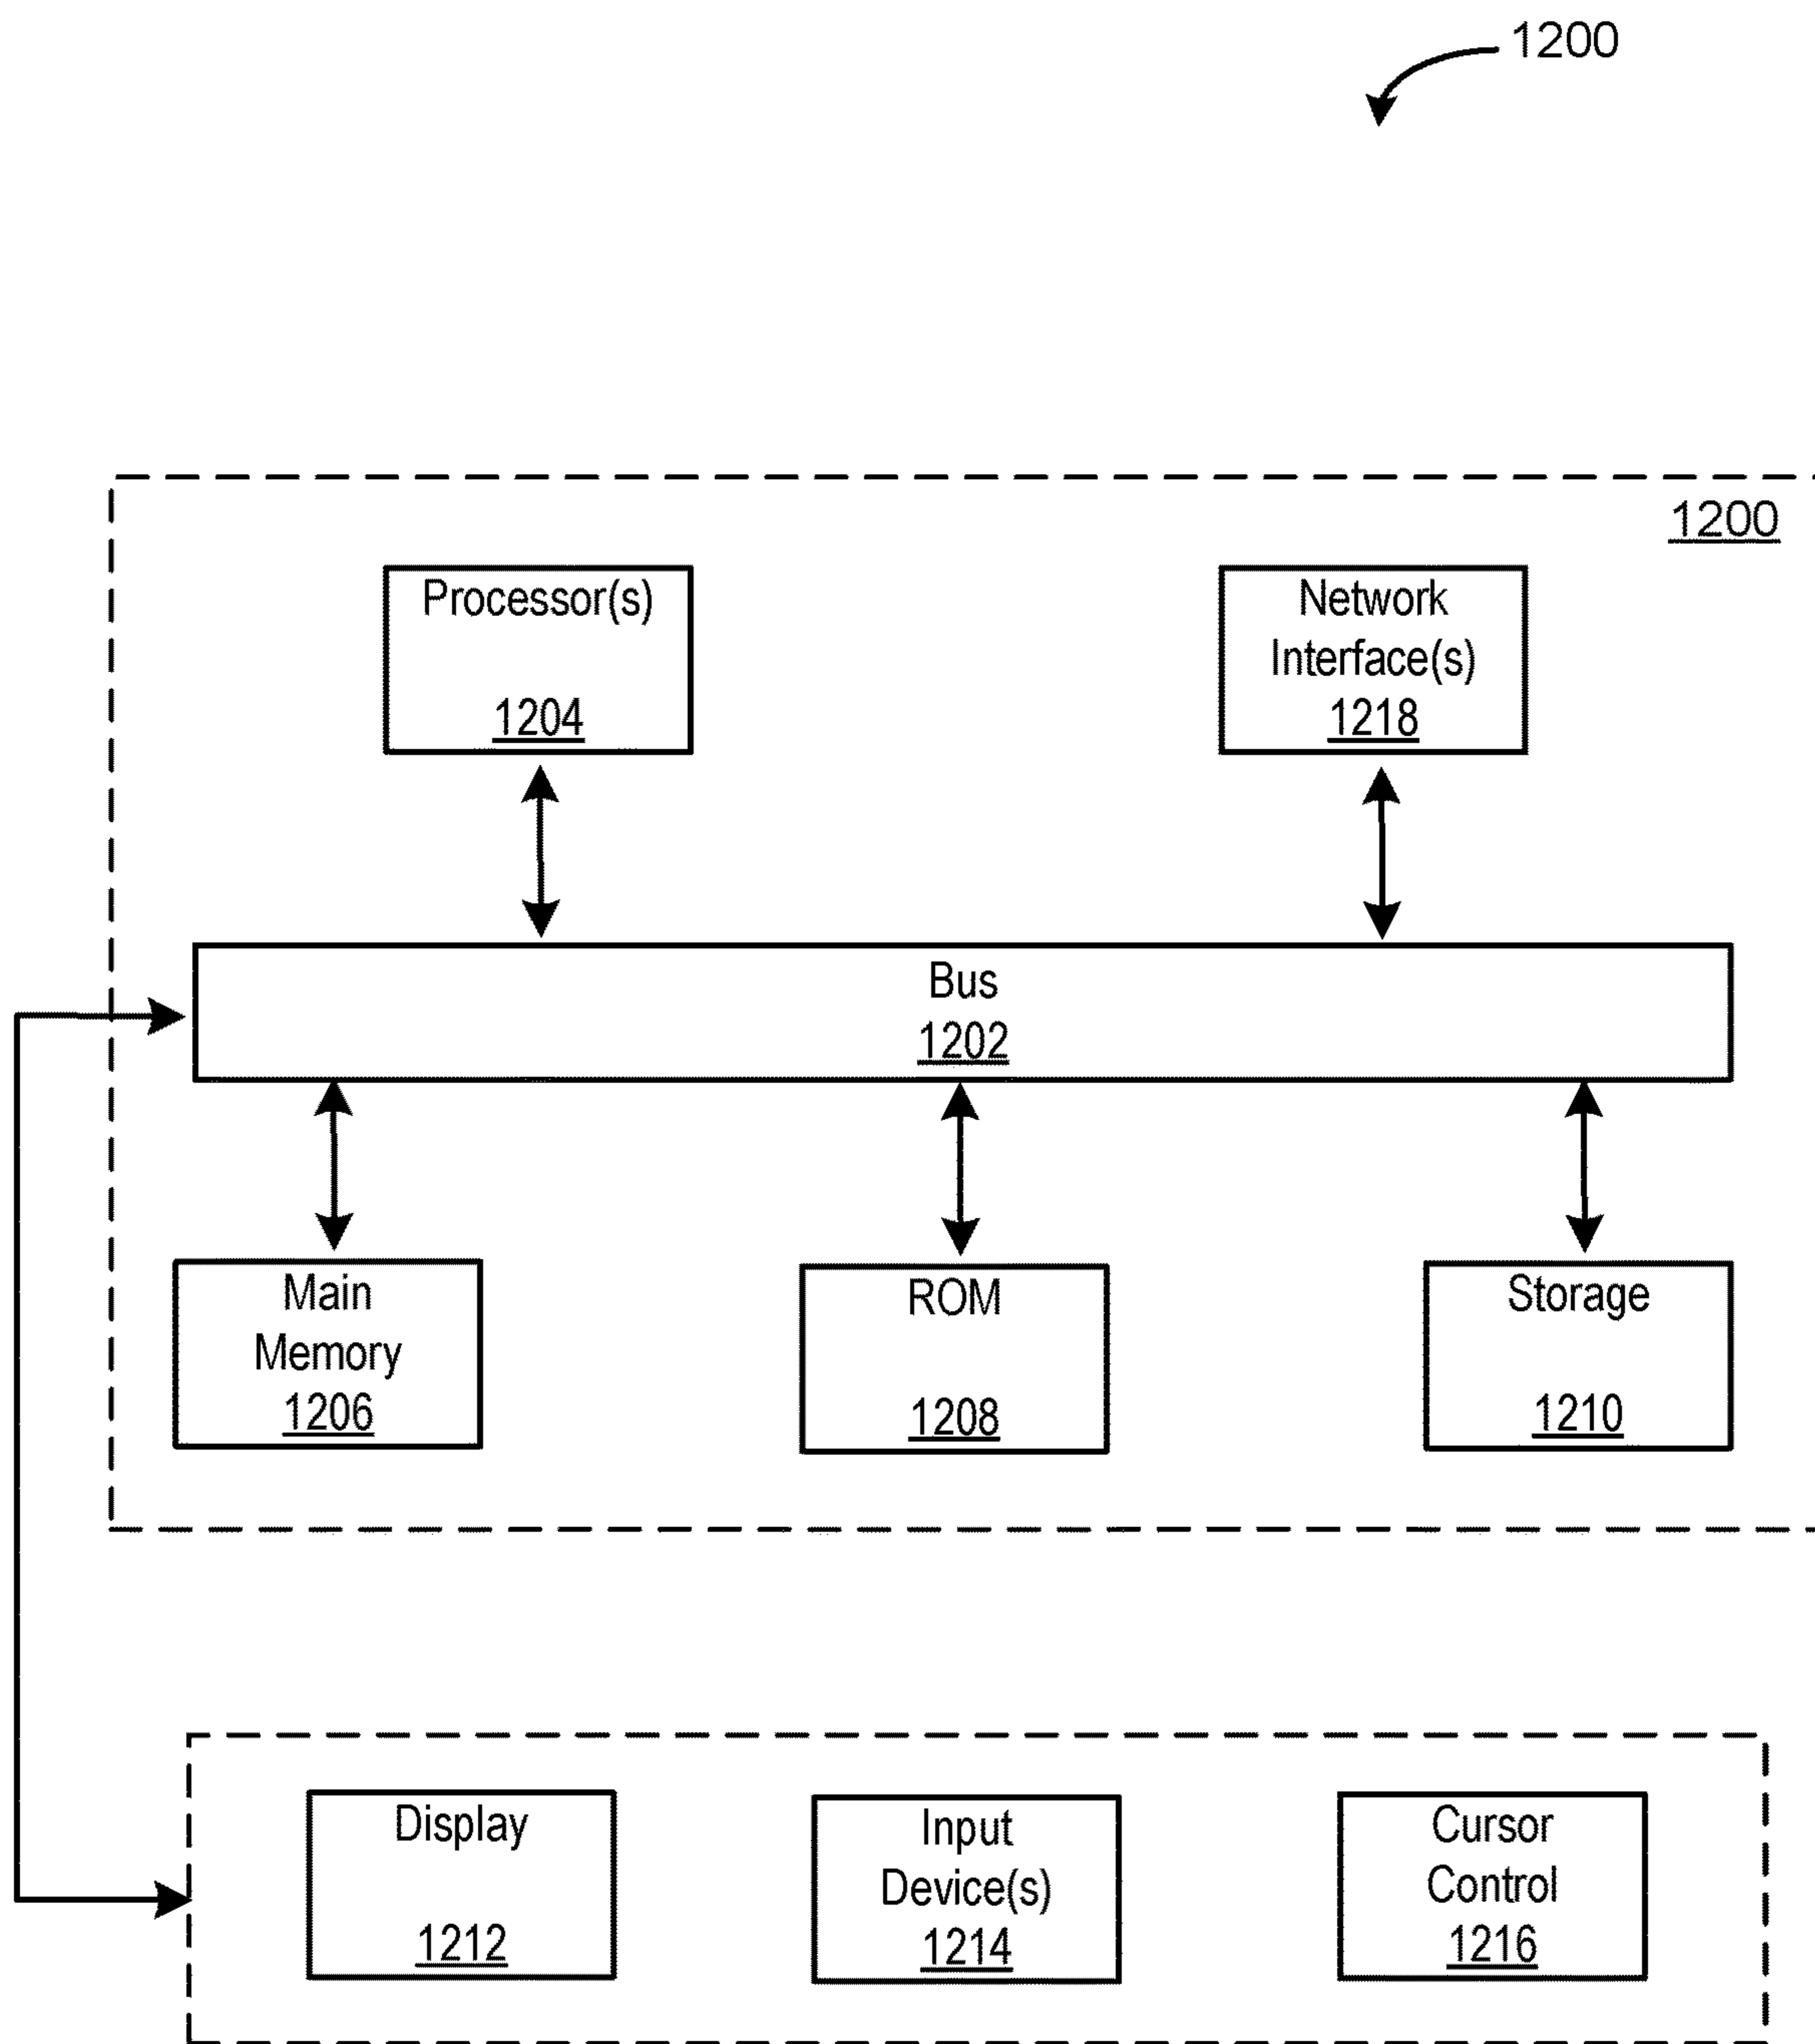 1200
1200
Processor(s)
1204
Network
Interface(s)
1218
Bus
1202
Main
Memory
1206
ROM
1208
Storage
1210
Display
1212
Input
Device(s)
1214
Cursor
Control
1216